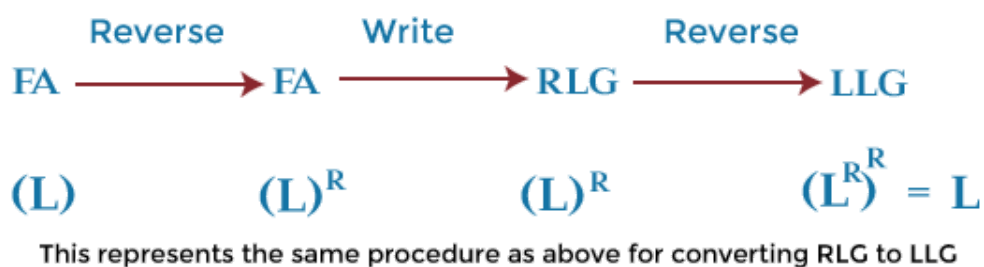 Reverse Write Reverse
FA FA RLG LLG
(L) (L)ᴿ (L)ᴿ (Lᴿ)ᴿ = L
This represents the same procedure as above for converting RLG to LLG